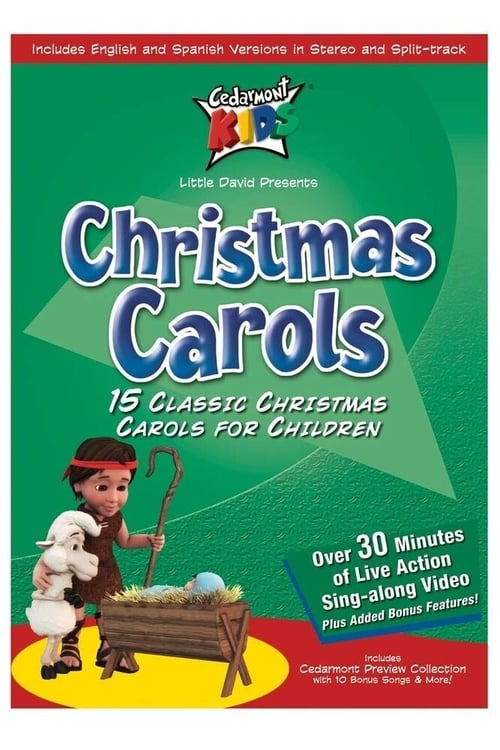 Includes English and Spanish Versions in Stereo and Split-track
Cedarmont
KIDS
Little David Presents
Christmas
Carols
15 Classic Christmas
Carols for Children
Over 30 Minutes
of Live Action
Sing-along Video
Plus Added Bonus Features!
Includes
Cedarmont Preview Collection
with 10 Bonus Songs & More!